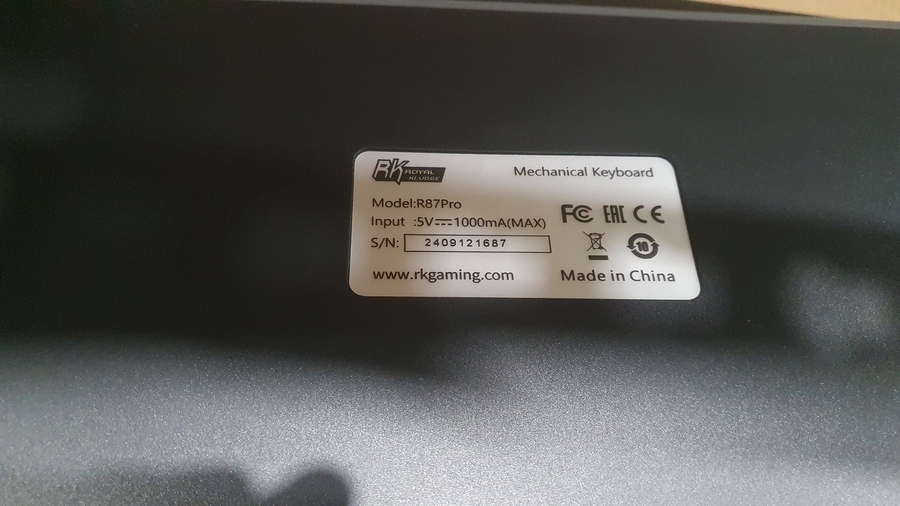 RK ROYAL KLUDGE
Mechanical Keyboard
Model:R87Pro
Input :5V⎓1000mA(MAX)
S/N: 2409121687
FC EAC CE
10
www.rkgaming.com
Made in China